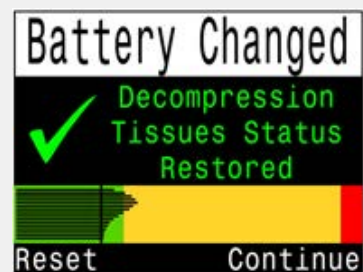 Battery Changed
Decompression
Tissues Status
Restored
Reset Continue